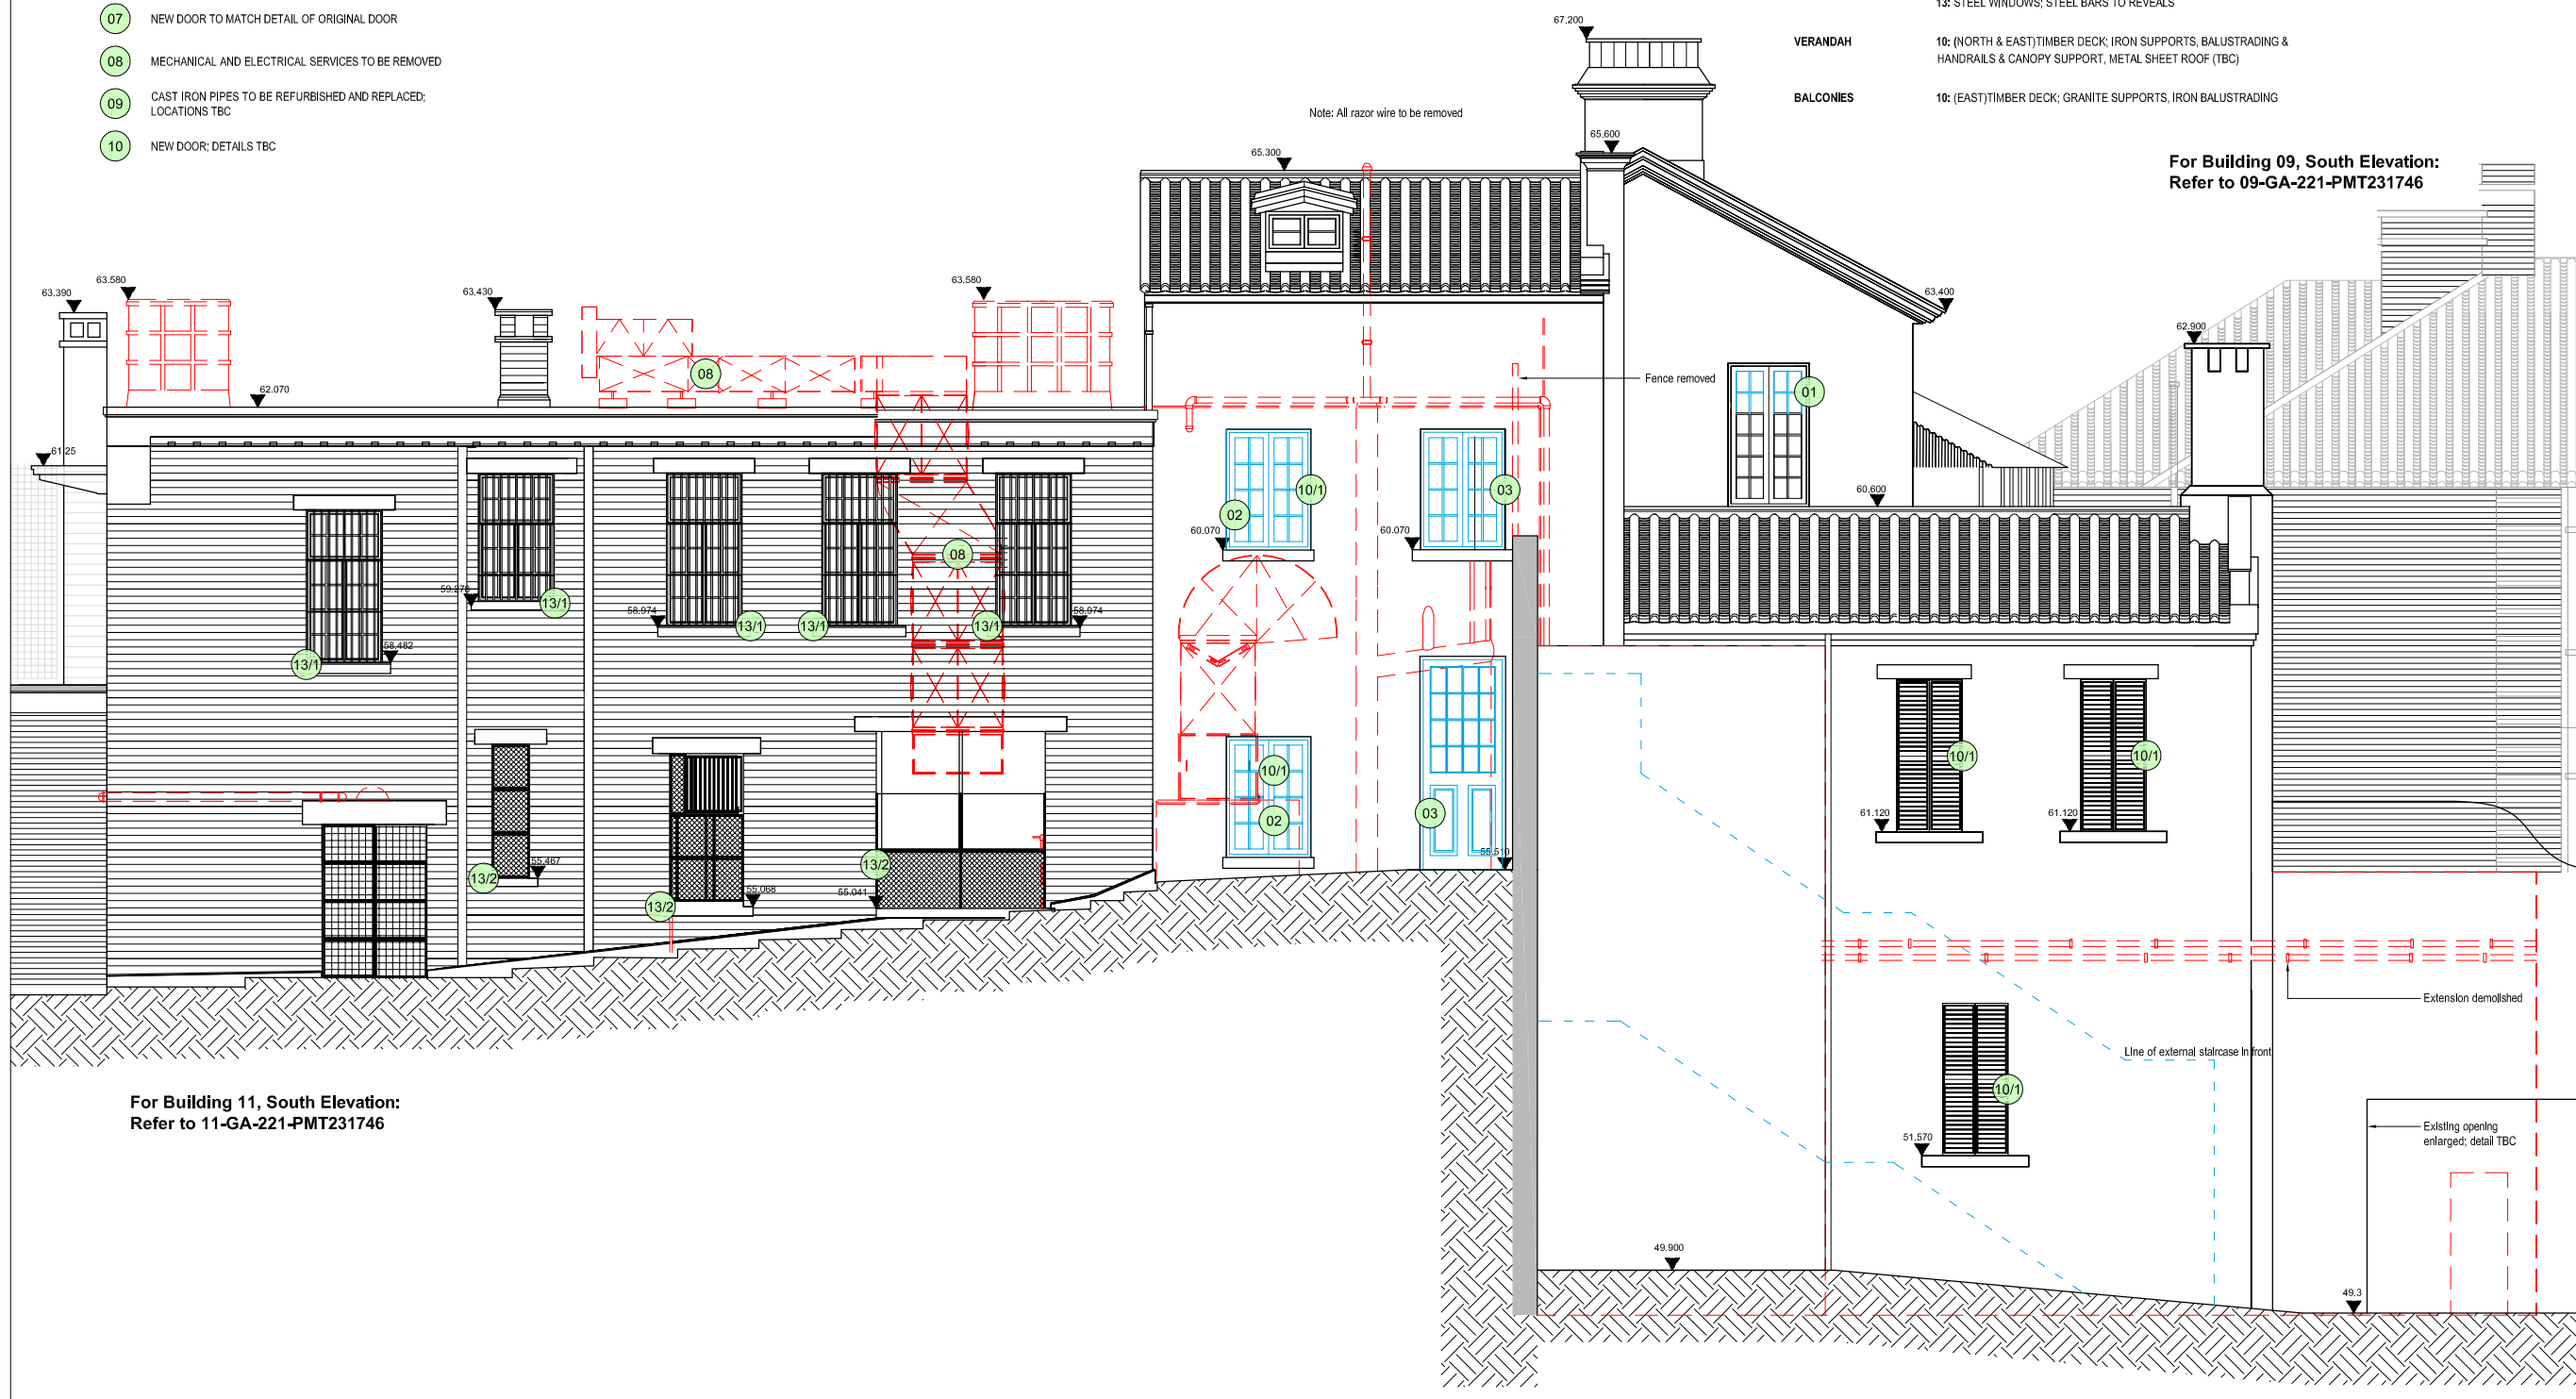 07 NEW DOOR TO MATCH DETAIL OF ORIGINAL DOOR
08 MECHANICAL AND ELECTRICAL SERVICES TO BE REMOVED
09 CAST IRON PIPES TO BE REFURBISHED AND REPLACED;
LOCATIONS TBC
10 NEW DOOR; DETAILS TBC
13: STEEL WINDOWS; STEEL BARS TO REVEALS
VERANDAH 10: (NORTH & EAST)TIMBER DECK; IRON SUPPORTS, BALUSTRADING &
HANDRAILS & CANOPY SUPPORT, METAL SHEET ROOF (TBC)
BALCONIES 10: (EAST)TIMBER DECK; GRANITE SUPPORTS, IRON BALUSTRADING
For Building 09, South Elevation:
Refer to 09-GA-221-PMT231746
Note: All razor wire to be removed
67.200
65.600
65.300
63.390
63.580
63.430
63.580
63.400
62.900
62.070
61.25
08
Fence removed
01
10/1
03
02
60.600
60.070
60.070
08
59.278
13/1
58.974
13/1
13/1
13/1
58.974
13/1
58.482
10/1
10/1
10/1
02
03
61.120
61.120
55.510
13/2
55.467
13/2
55.068
13/2
55.041
Extension demolished
Line of external staircase in front
10/1
51.570
Existing opening
enlarged; detail TBC
49.900
49.3
For Building 11, South Elevation:
Refer to 11-GA-221-PMT231746